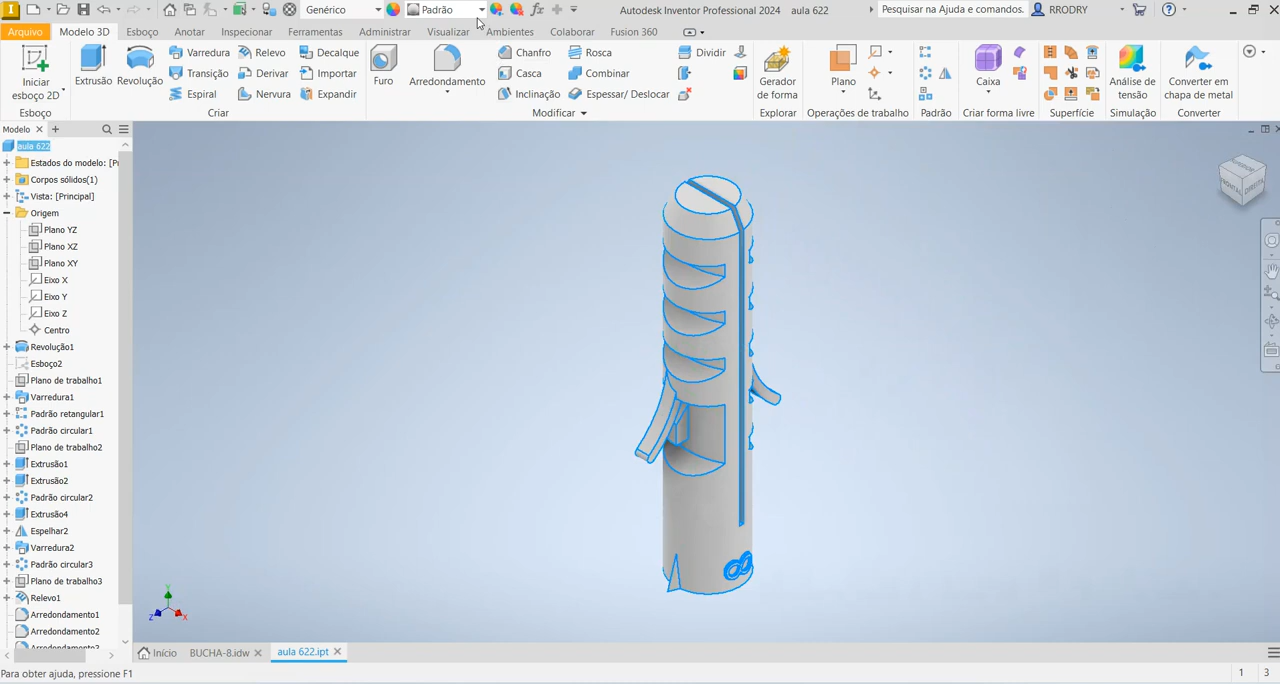 Genérico
Padrão
Autodesk Inventor Professional 2024   aula 622
Pesquisar na Ajuda e comandos.
RRODRY
Arquivo
Modelo 3D
Esboço
Anotar
Inspecionar
Ferramentas
Administrar
Visualizar
Ambientes
Colaborar
Fusion 360
Iniciar
esboço 2D
Esboço
Extrusão
Revolução
Varredura
Transição
Espiral
Relevo
Derivar
Nervura
Decalque
Importar
Expandir
Criar
Furo
Arredondamento
Chanfro
Casca
Inclinação
Rosca
Combinar
Espessar/ Deslocar
Dividir
Modificar
Gerador
de forma
Explorar
Plano
Operações de trabalho
Padrão
Caixa
Criar forma livre
Superfície
Análise de
tensão
Simulação
Converter em
chapa de metal
Converter
Modelo
aula 622
Estados do modelo: [Pr
Corpos sólidos(1)
Vista: [Principal]
Origem
Plano YZ
Plano XZ
Plano XY
Eixo X
Eixo Y
Eixo Z
Centro
Revolução1
Esboço2
Plano de trabalho1
Varredura1
Padrão retangular1
Padrão circular1
Plano de trabalho2
Extrusão1
Extrusão2
Padrão circular2
Extrusão4
Espelhar2
Varredura2
Padrão circular3
Plano de trabalho3
Relevo1
Arredondamento1
Arredondamento2
Arredondamento3
FRONTAL
DIREITA
Y
Z
X
Início
BUCHA-8.idw
aula 622.ipt
Para obter ajuda, pressione F1
1
3